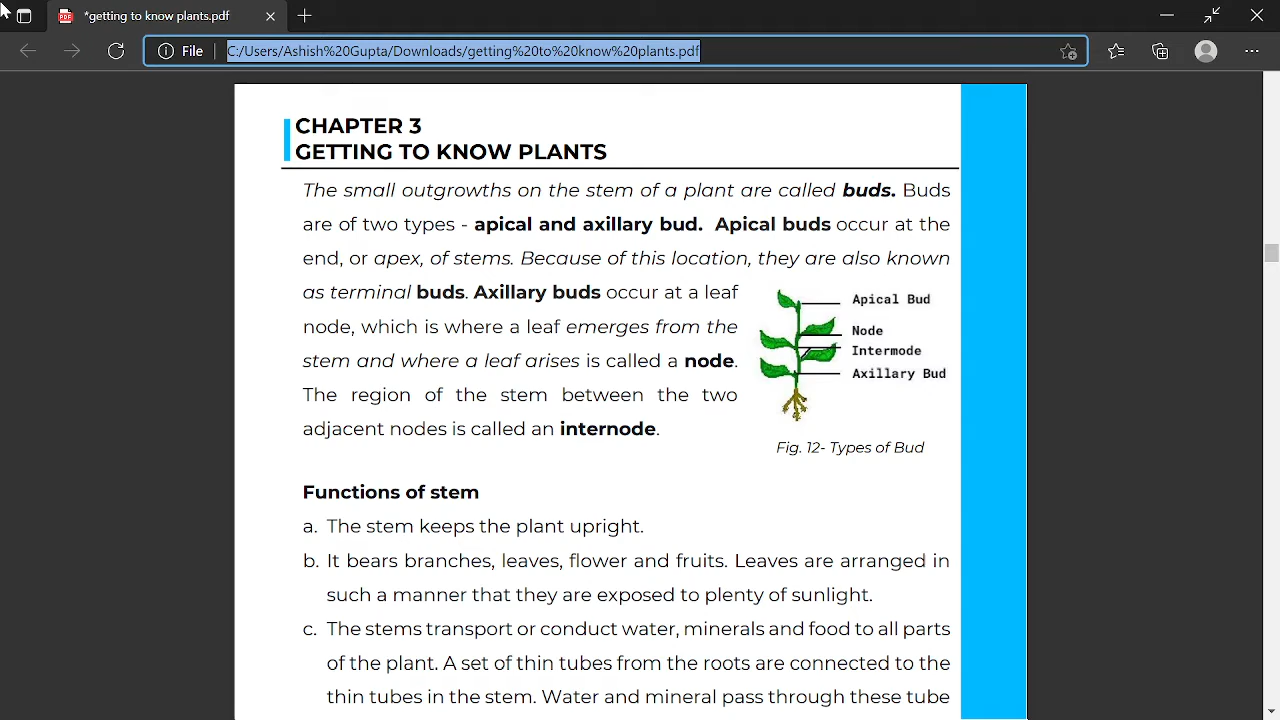 *getting to know plants.pdf
File
C:/Users/Ashish%20Gupta/Downloads/getting%20to%20know%20plants.pdf
CHAPTER 3
GETTING TO KNOW PLANTS
The small outgrowths on the stem of a plant are called buds. Buds
are of two types - apical and axillary bud. Apical buds occur at the
end, or apex, of stems. Because of this location, they are also known
as terminal buds. Axillary buds occur at a leaf
node, which is where a leaf emerges from the
stem and where a leaf arises is called a node.
The region of the stem between the two
adjacent nodes is called an internode.
Apical Bud
Node
Intermode
Axillary Bud
Fig. 12- Types of Bud
Functions of stem
a. The stem keeps the plant upright.
b. It bears branches, leaves, flower and fruits. Leaves are arranged in
such a manner that they are exposed to plenty of sunlight.
c. The stems transport or conduct water, minerals and food to all parts
of the plant. A set of thin tubes from the roots are connected to the
thin tubes in the stem. Water and mineral pass through these tube